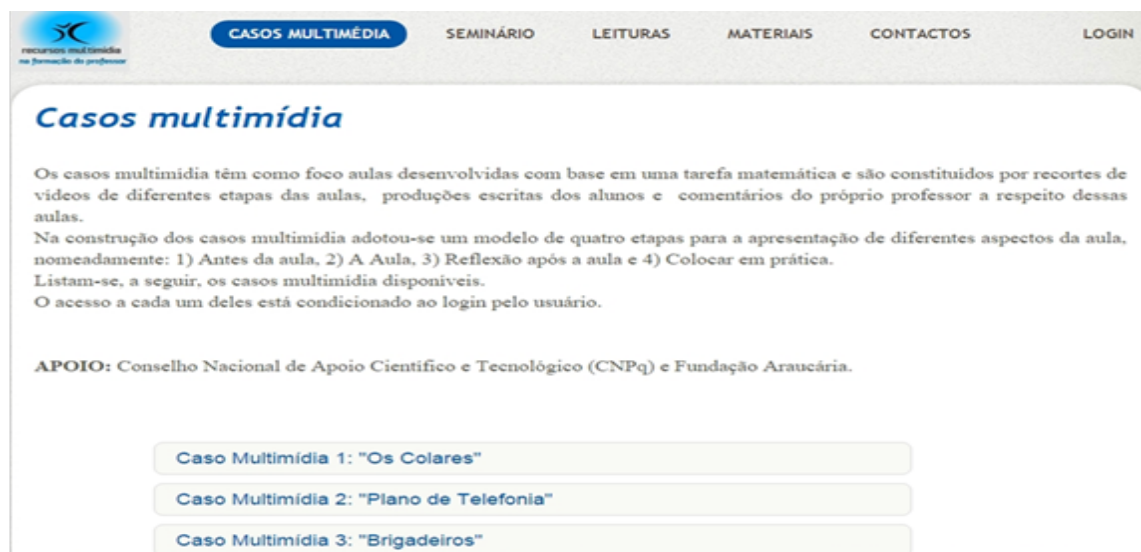 recursos multimídia
na formação do professor
CASOS MULTIMÉDIA
SEMINÁRIO
LEITURAS
MATERIAIS
CONTACTOS
LOGIN
Casos multimídia
Os casos multimídia têm como foco aulas desenvolvidas com base em uma tarefa matemática e são constituídos por recortes de
vídeos de diferentes etapas das aulas, produções escritas dos alunos e comentários do próprio professor a respeito dessas
aulas.
Na construção dos casos multimídia adotou-se um modelo de quatro etapas para a apresentação de diferentes aspectos da aula,
nomeadamente: 1) Antes da aula, 2) A Aula, 3) Reflexão após a aula e 4) Colocar em prática.
Listam-se, a seguir, os casos multimídia disponíveis.
O acesso a cada um deles está condicionado ao login pelo usuário.
APOIO: Conselho Nacional de Apoio Científico e Tecnológico (CNPq) e Fundação Araucária.
Caso Multimídia 1: "Os Colares"
Caso Multimídia 2: "Plano de Telefonia"
Caso Multimídia 3: "Brigadeiros"